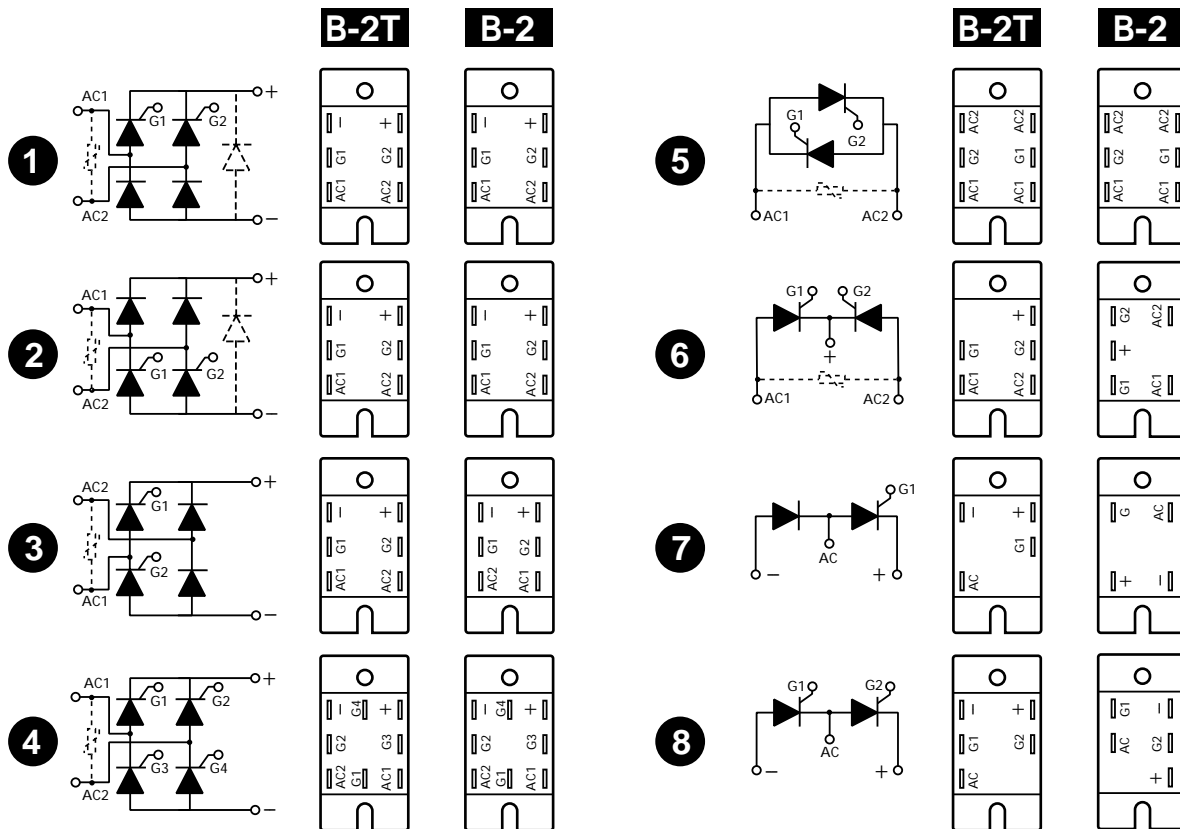 B-2T B-2 B-2T B-2
1
AC1 G1 G2 + AC2 −
− + G1 G2 AC1 AC2
− + G1 G2 AC1 AC2
5
G1 G2 AC1 AC2
AC2 AC2 G2 G1 AC1 AC1
AC2 AC2 G2 G1 AC1 AC1
2
AC1 + G1 G2 AC2 −
− + G1 G2 AC1 AC2
− + G1 G2 AC1 AC2
6
G1 G2 + AC1 AC2
+ G1 G2 AC1 AC2
G2 AC2 + G1 AC1
3
AC2 G1 + G2 AC1 −
− + G1 G2 AC1 AC2
− + G1 G2 AC2 AC1
7
G1 AC − +
− + G1 AC
G AC + −
4
AC1 G1 G2 + G3 G4 AC2 −
− G4 + G2 G3 AC2 G1 AC1
− G4 + G2 G3 AC2 G1 AC1
8
G1 G2 AC − +
− + G1 G2 AC
G1 − AC G2 +